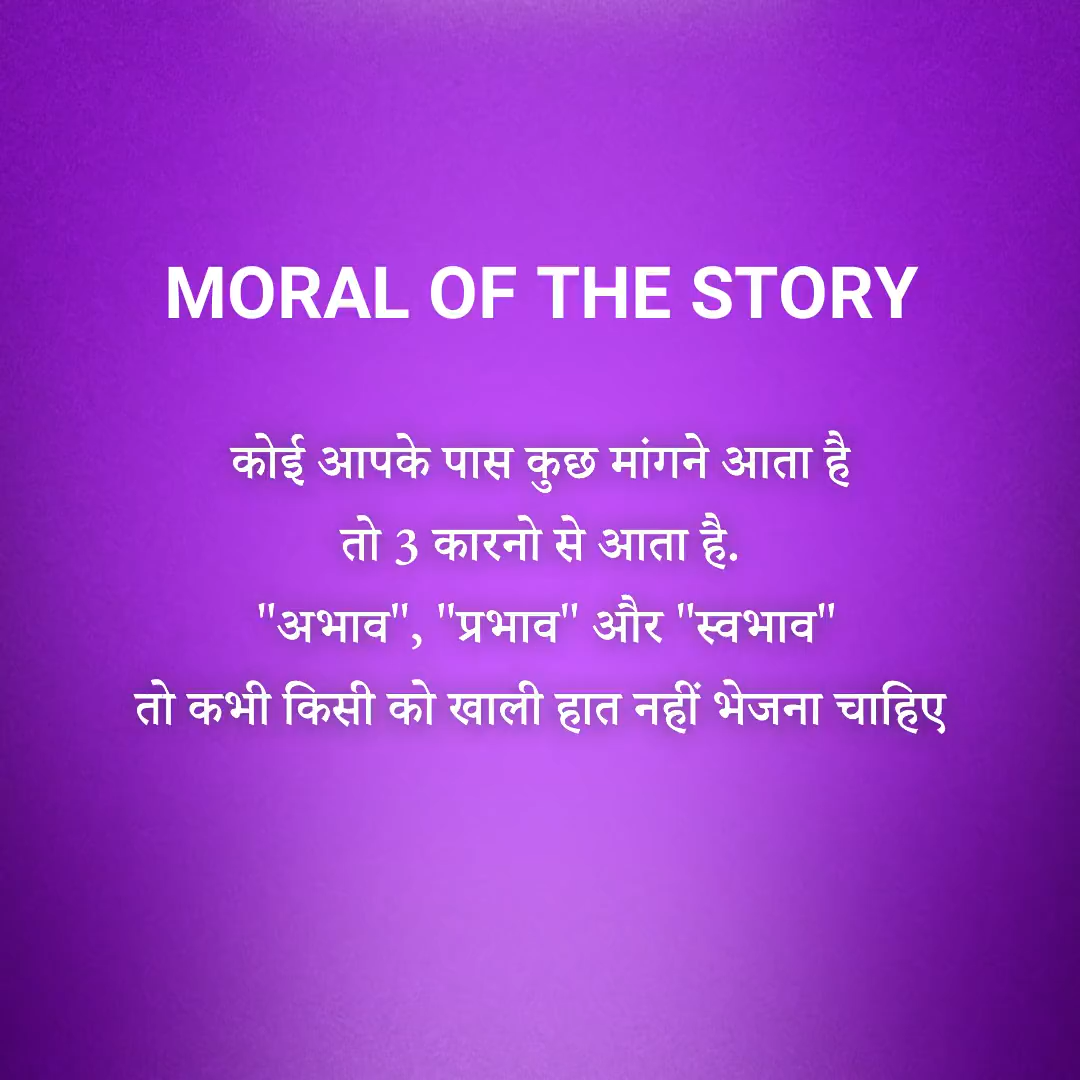 MORAL OF THE STORY
कोई आपके पास कुछ मांगने आता है
तो 3 कारनो से आता है.
"अभाव", "प्रभाव" और "स्वभाव"
तो कभी किसी को खाली हात नहीं भेजना चाहिए